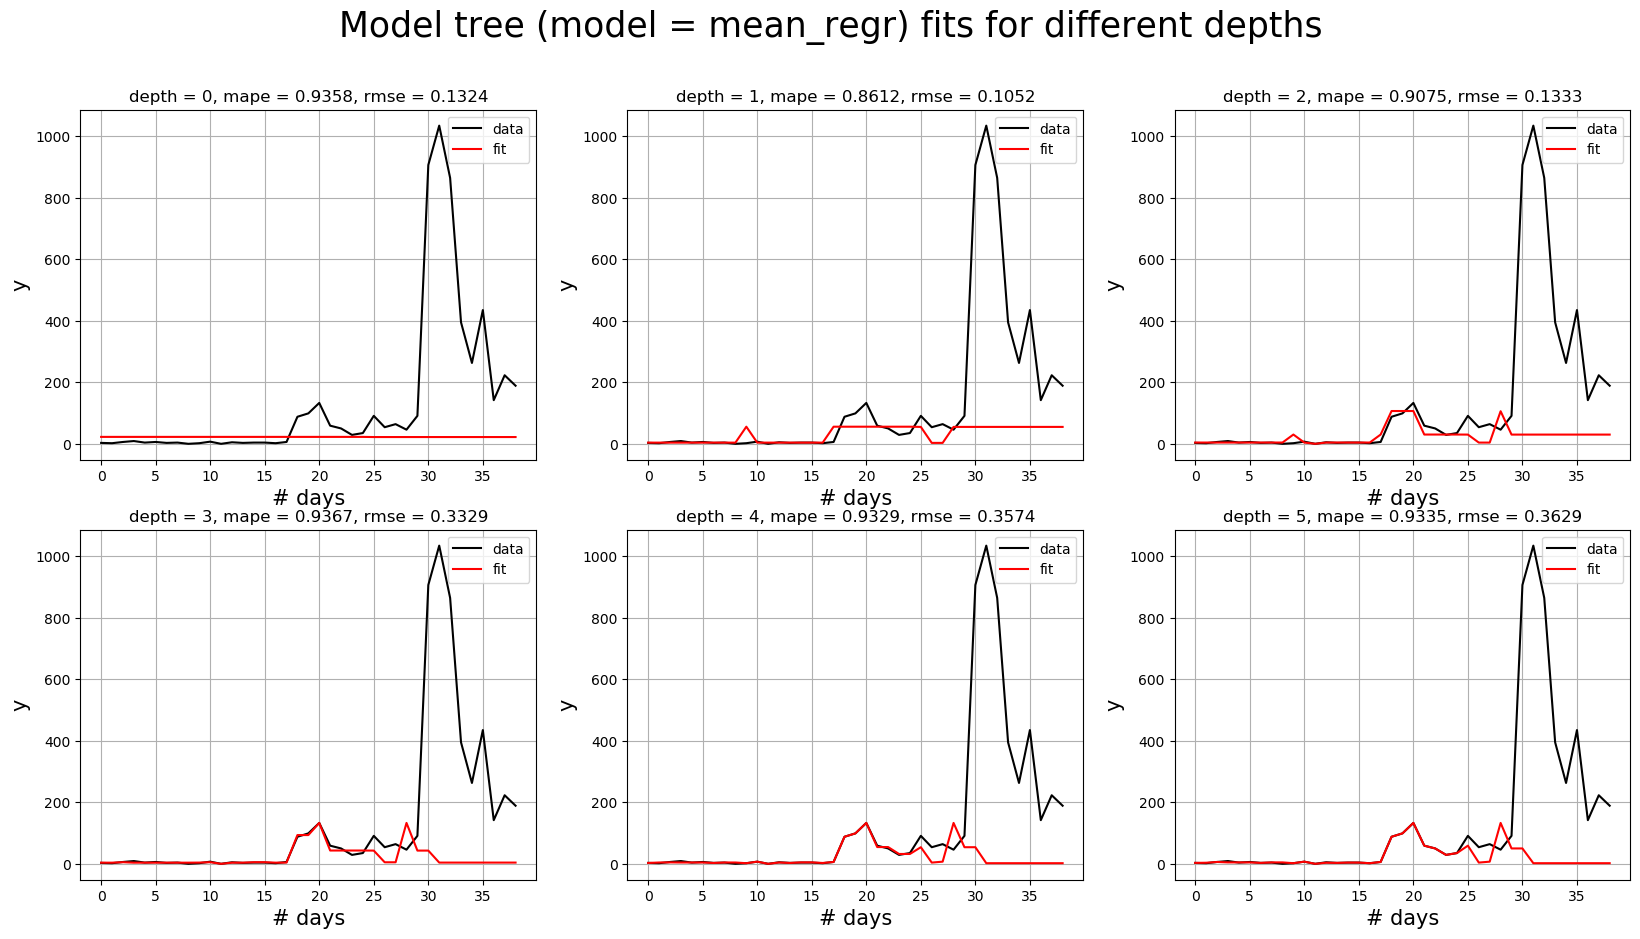 Model tree (model = mean_regr) fits for different depths
depth = 0, mape = 0.9358, rmse = 0.1324
data
fit
1000
800
600
400
200
0
y
0 5 10 15 20 25 30 35
# days
depth = 1, mape = 0.8612, rmse = 0.1052
data
fit
1000
800
600
400
200
0
y
0 5 10 15 20 25 30 35
# days
depth = 2, mape = 0.9075, rmse = 0.1333
data
fit
1000
800
600
400
200
0
y
0 5 10 15 20 25 30 35
# days
depth = 3, mape = 0.9367, rmse = 0.3329
data
fit
1000
800
600
400
200
0
y
0 5 10 15 20 25 30 35
# days
depth = 4, mape = 0.9329, rmse = 0.3574
data
fit
1000
800
600
400
200
0
y
0 5 10 15 20 25 30 35
# days
depth = 5, mape = 0.9335, rmse = 0.3629
data
fit
1000
800
600
400
200
0
y
0 5 10 15 20 25 30 35
# days